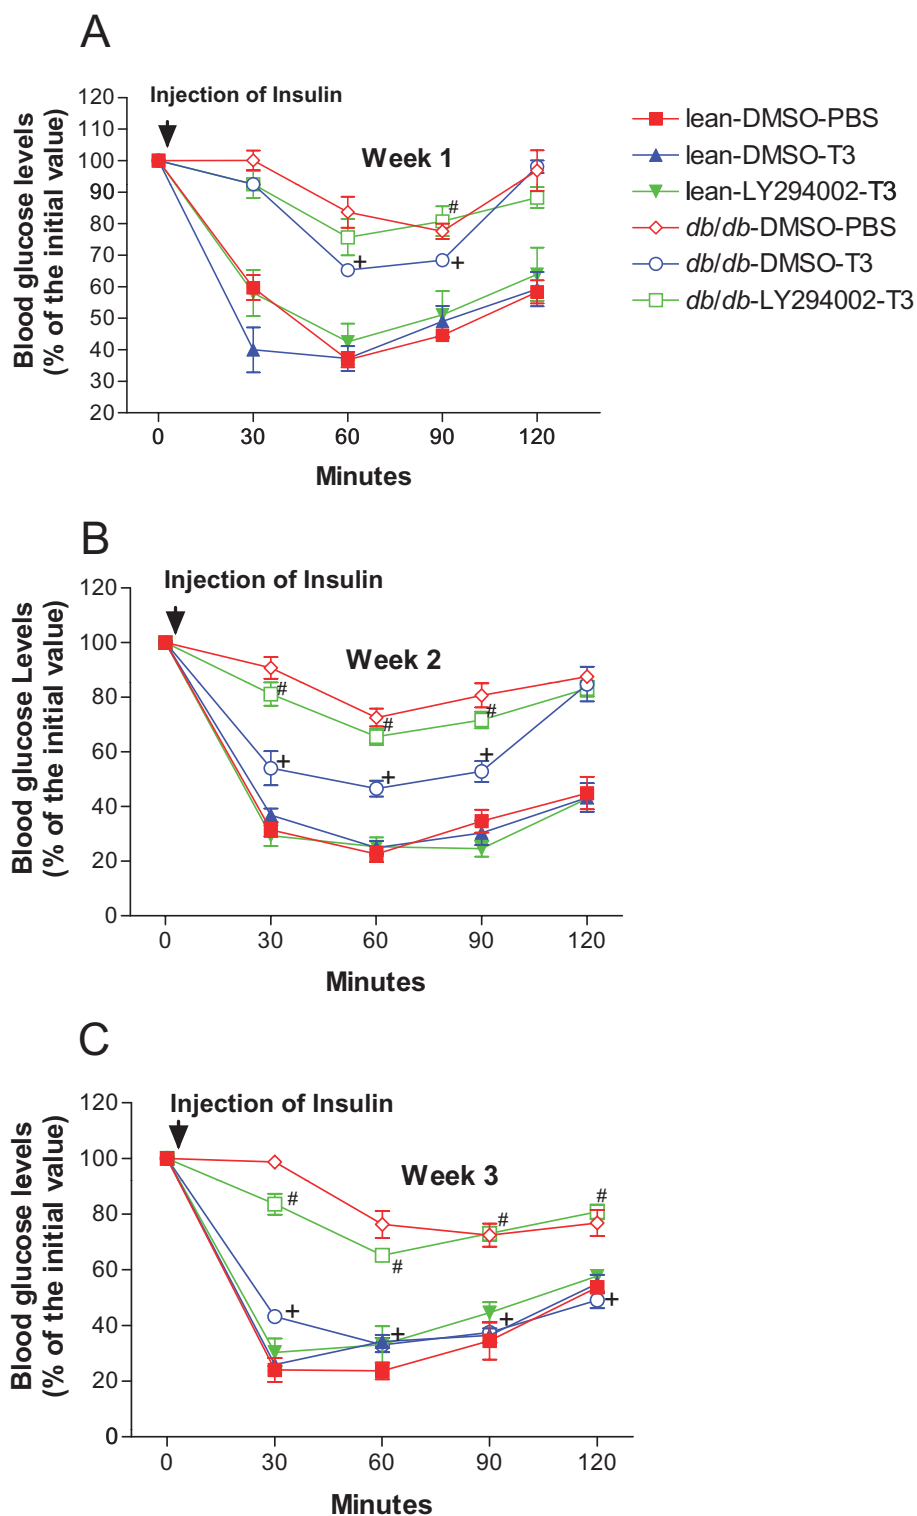 A
Injection of Insulin
Week 1
Blood glucose levels
(% of the initial value)
120
110
100
90
80
70
60
50
40
30
20
#
+
+
0 30 60 90 120
Minutes
lean-DMSO-PBS
lean-DMSO-T3
lean-LY294002-T3
db/db-DMSO-PBS
db/db-DMSO-T3
db/db-LY294002-T3
B
Injection of Insulin
Week 2
Blood glucose Levels
(% of the initial value)
120
100
80
60
40
20
0
# # #
+ + +
0 30 60 90 120
Minutes
C
Injection of Insulin
Week 3
Blood glucose levels
(% of the initial value)
120
100
80
60
40
20
0
# # # #
+ + + +
0 30 60 90 120
Minutes